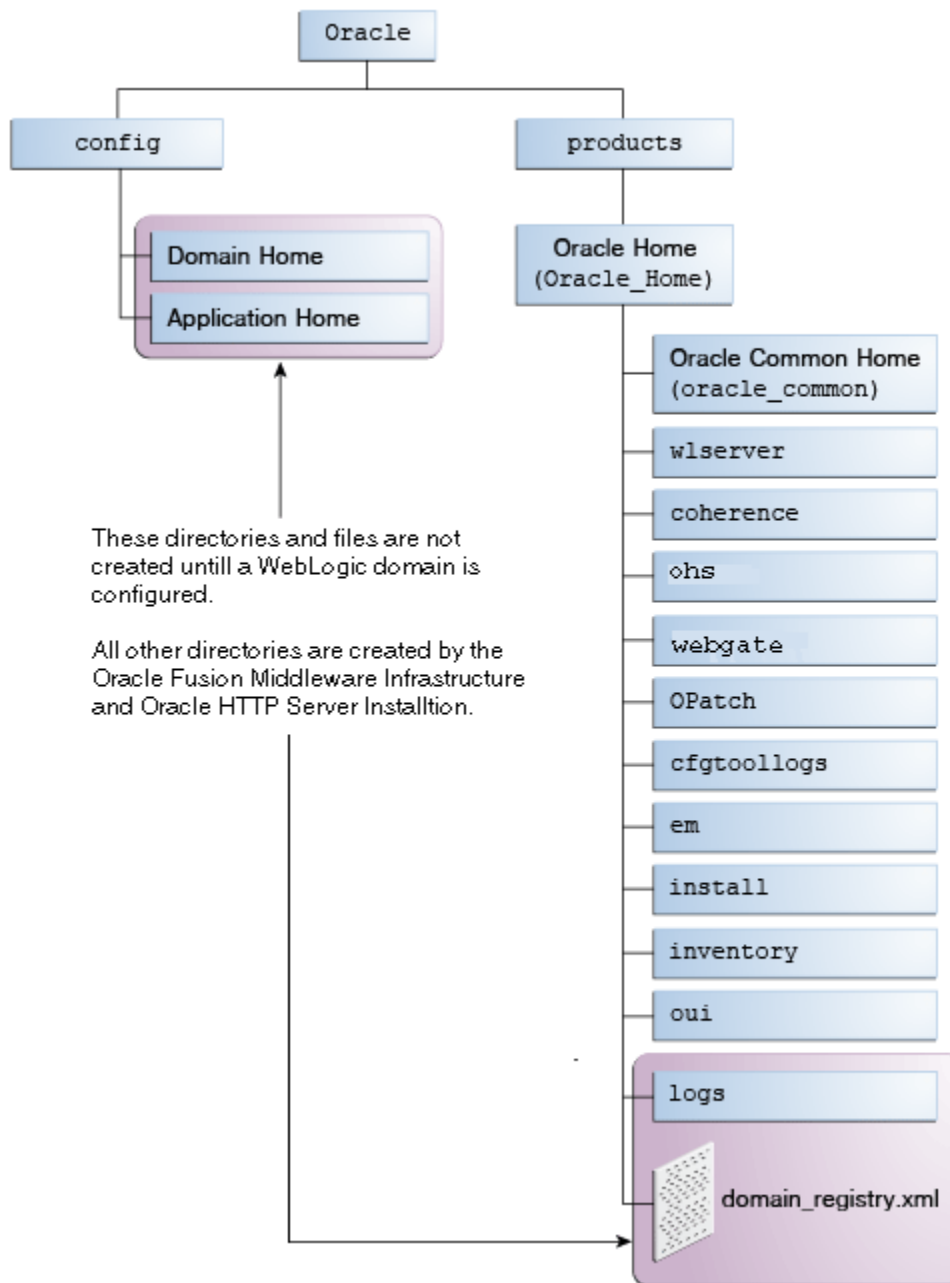 Oracle
config
products
Domain Home
Application Home
Oracle Home
(Oracle_Home)
Oracle Common Home
(oracle_common)
wlserver
coherence
ohs
webgate
OPatch
cfgtoollogs
em
install
inventory
oui
logs
domain_registry.xml
These directories and files are not
created untill a WebLogic domain is
configured.
All other directories are created by the
Oracle Fusion Middleware Infrastructure
and Oracle HTTP Server Installtion.